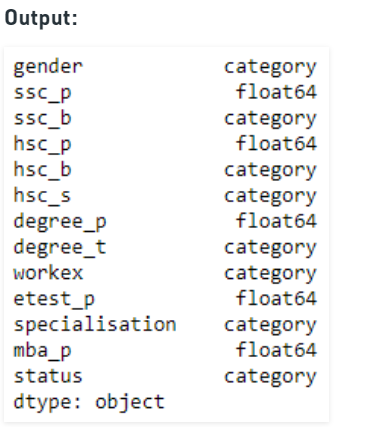 Output:
gender category
ssc_p float64
ssc_b category
hsc_p float64
hsc_b category
hsc_s category
degree_p float64
degree_t category
workex category
etest_p float64
specialisation category
mba_p float64
status category
dtype: object